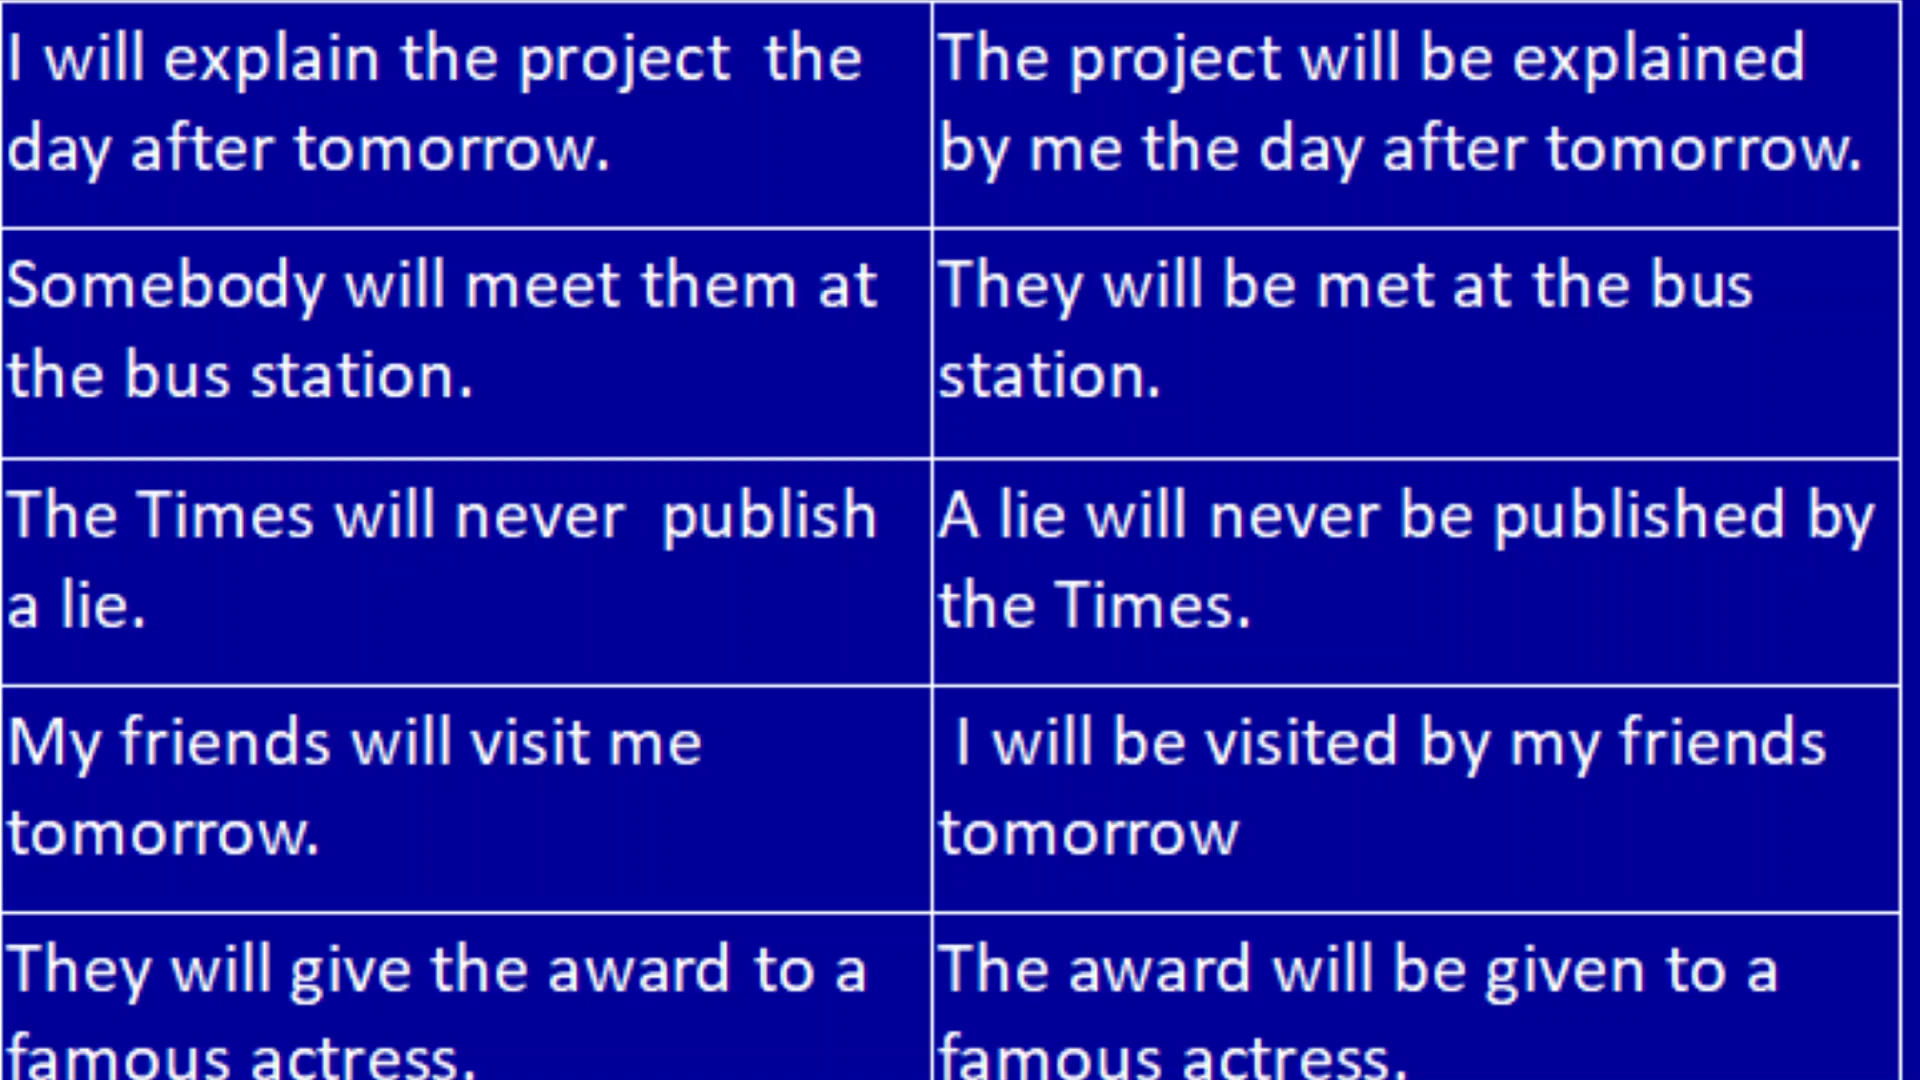 I will explain the project  the
day after tomorrow.
The project will be explained
by me the day after tomorrow.
Somebody will meet them at
the bus station.
They will be met at the bus
station.
The Times will never  publish
a lie.
A lie will never be published by
the Times.
My friends will visit me
tomorrow.
I will be visited by my friends
tomorrow
They will give the award to a
famous actress.
The award will be given to a
famous actress.